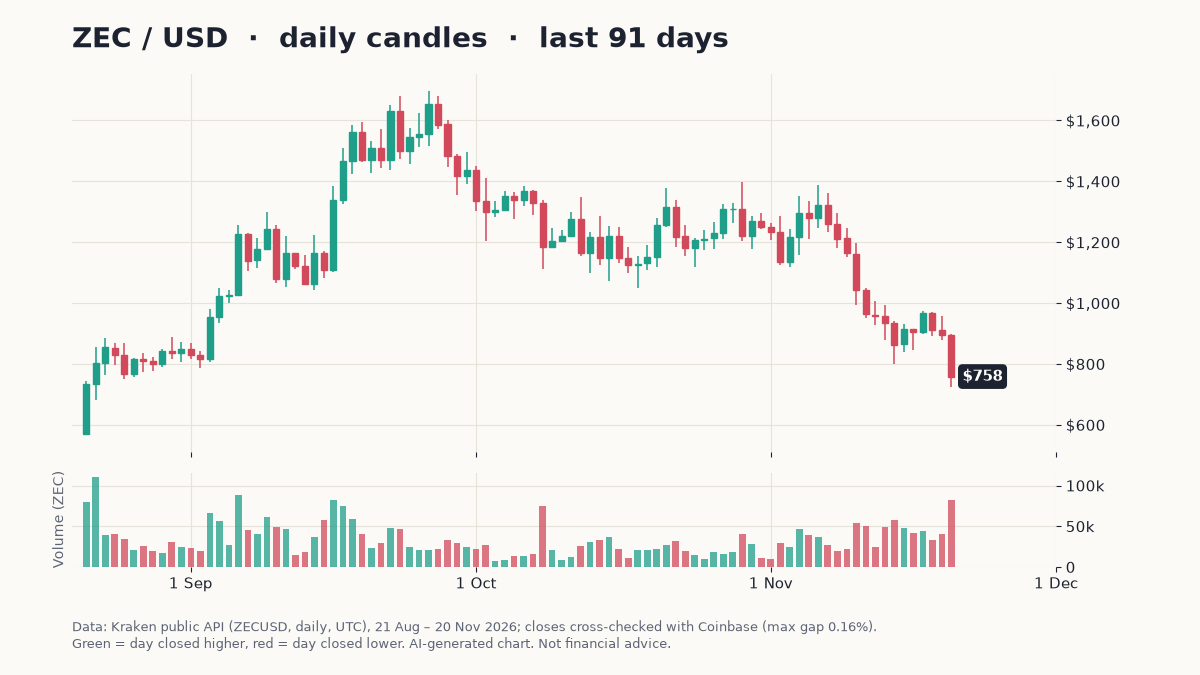 ZEC / USD · daily candles · last 91 days
$1,600
$1,400
$1,200
$1,000
$800
$758
$600
Volume (ZEC)
100k
50k
0
1 Sep
1 Oct
1 Nov
1 Dec
Data: Kraken public API (ZECUSD, daily, UTC), 21 Aug – 20 Nov 2026; closes cross-checked with Coinbase (max gap 0.16%).
Green = day closed higher, red = day closed lower. AI-generated chart. Not financial advice.